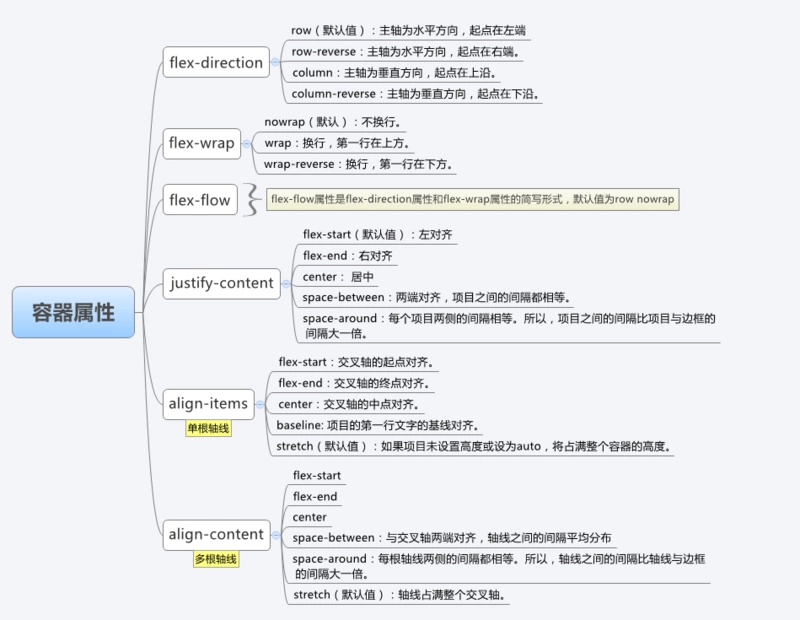 容器属性
flex-direction
row（默认值）：主轴为水平方向，起点在左端
row-reverse：主轴为水平方向，起点在右端。
column：主轴为垂直方向，起点在上沿。
column-reverse：主轴为垂直方向，起点在下沿。
flex-wrap
nowrap（默认）：不换行。
wrap：换行，第一行在上方。
wrap-reverse：换行，第一行在下方。
flex-flow
flex-flow属性是flex-direction属性和flex-wrap属性的简写形式，默认值为row nowrap
justify-content
flex-start（默认值）：左对齐
flex-end：右对齐
center： 居中
space-between：两端对齐，项目之间的间隔都相等。
space-around：每个项目两侧的间隔相等。所以，项目之间的间隔比项目与边框的
间隔大一倍。
align-items
单根轴线
flex-start：交叉轴的起点对齐。
flex-end：交叉轴的终点对齐。
center：交叉轴的中点对齐。
baseline: 项目的第一行文字的基线对齐。
stretch（默认值）：如果项目未设置高度或设为auto，将占满整个容器的高度。
align-content
多根轴线
flex-start
flex-end
center
space-between：与交叉轴两端对齐，轴线之间的间隔平均分布
space-around：每根轴线两侧的间隔都相等。所以，轴线之间的间隔比轴线与边框
的间隔大一倍。
stretch（默认值）：轴线占满整个交叉轴。